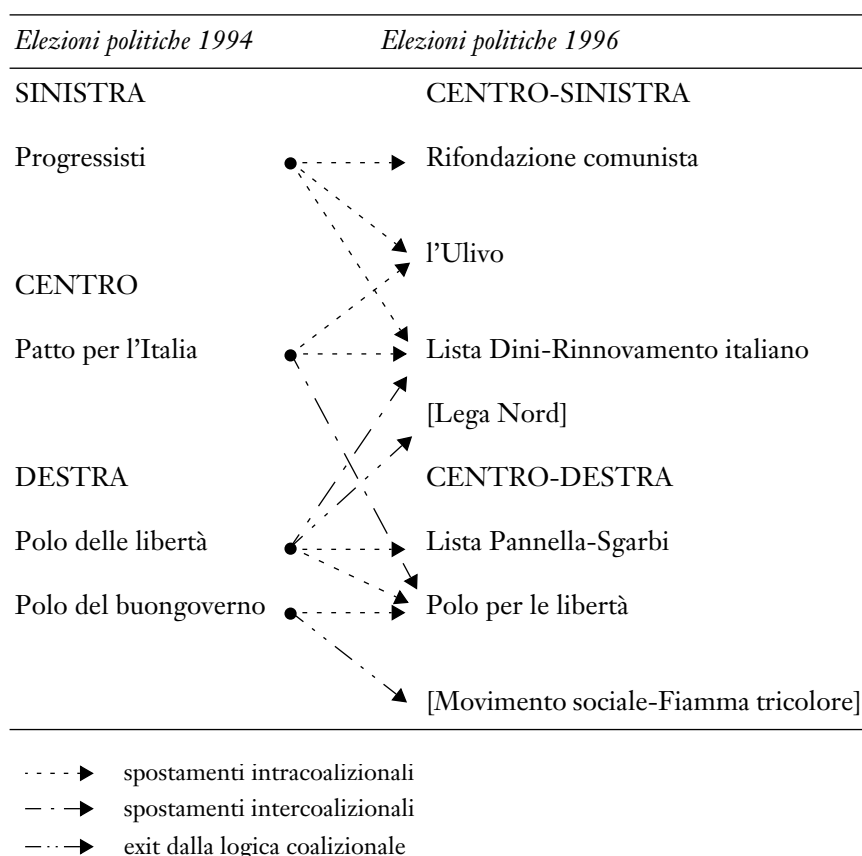 Elezioni politiche 1994 Elezioni politiche 1996
SINISTRA CENTRO-SINISTRA
Progressisti Rifondazione comunista
l'Ulivo
CENTRO
Patto per l'Italia Lista Dini-Rinnovamento italiano
[Lega Nord]
DESTRA CENTRO-DESTRA
Polo delle libertà Lista Pannella-Sgarbi
Polo del buongoverno Polo per le libertà
[Movimento sociale-Fiamma tricolore]
spostamenti intracoalizionali
spostamenti intercoalizionali
exit dalla logica coalizionale